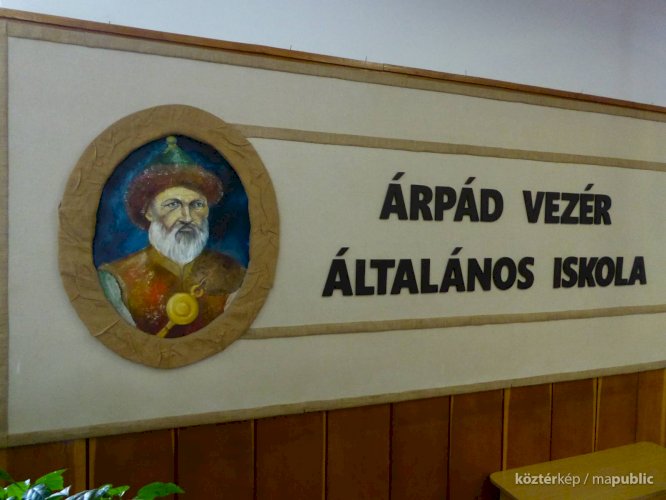 ÁRPÁD VEZÉR
ÁLTALÁNOS ISKOLA
köztérkép / mapublic